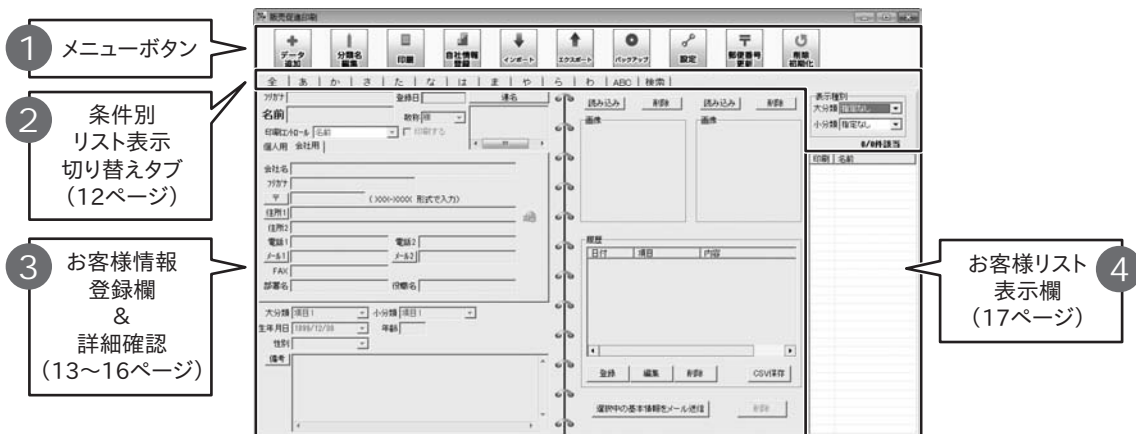 販売促進印刷
1
メニューボタン
データ
追加
分類名
編集
印刷
自社情報
登録
インポート
エクスポート
バックアップ
設定
郵便番号
更新
削除
初期化
2
条件別
リスト表示
切り替えタブ
(12ページ)
全 あ か さ た な は ま や ら わ ABC 検索
フリガナ
登録日
連名
名前
敬称 様
印刷コントロール 名前
印刷する
個人用 会社用
会社名
フリガナ
〒
(XXX-XXXX 形式で入力)
住所1
住所2
電話1
電話2
メール1
メール2
FAX
部署名
役職名
3
お客様情報
登録欄
&
詳細確認
(13〜16ページ)
大分類 項目1
小分類 項目1
生年月日 1899/12/30
年齢
性別
備考
読み込み 削除 読み込み 削除
画像
画像
履歴
日付 項目 内容
登録 編集 削除 CSV保存
選択中の基本情報をメール送信 削除
表示種別
大分類 指定なし
小分類 指定なし
0/0件該当
印刷 名前
4
お客様リスト
表示欄
(17ページ)